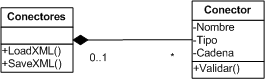 Conectores
+LoadXML()
+SaveXML()
0..1
*
Conector
-Nombre
-Tipo
-Cadena
+Validar()